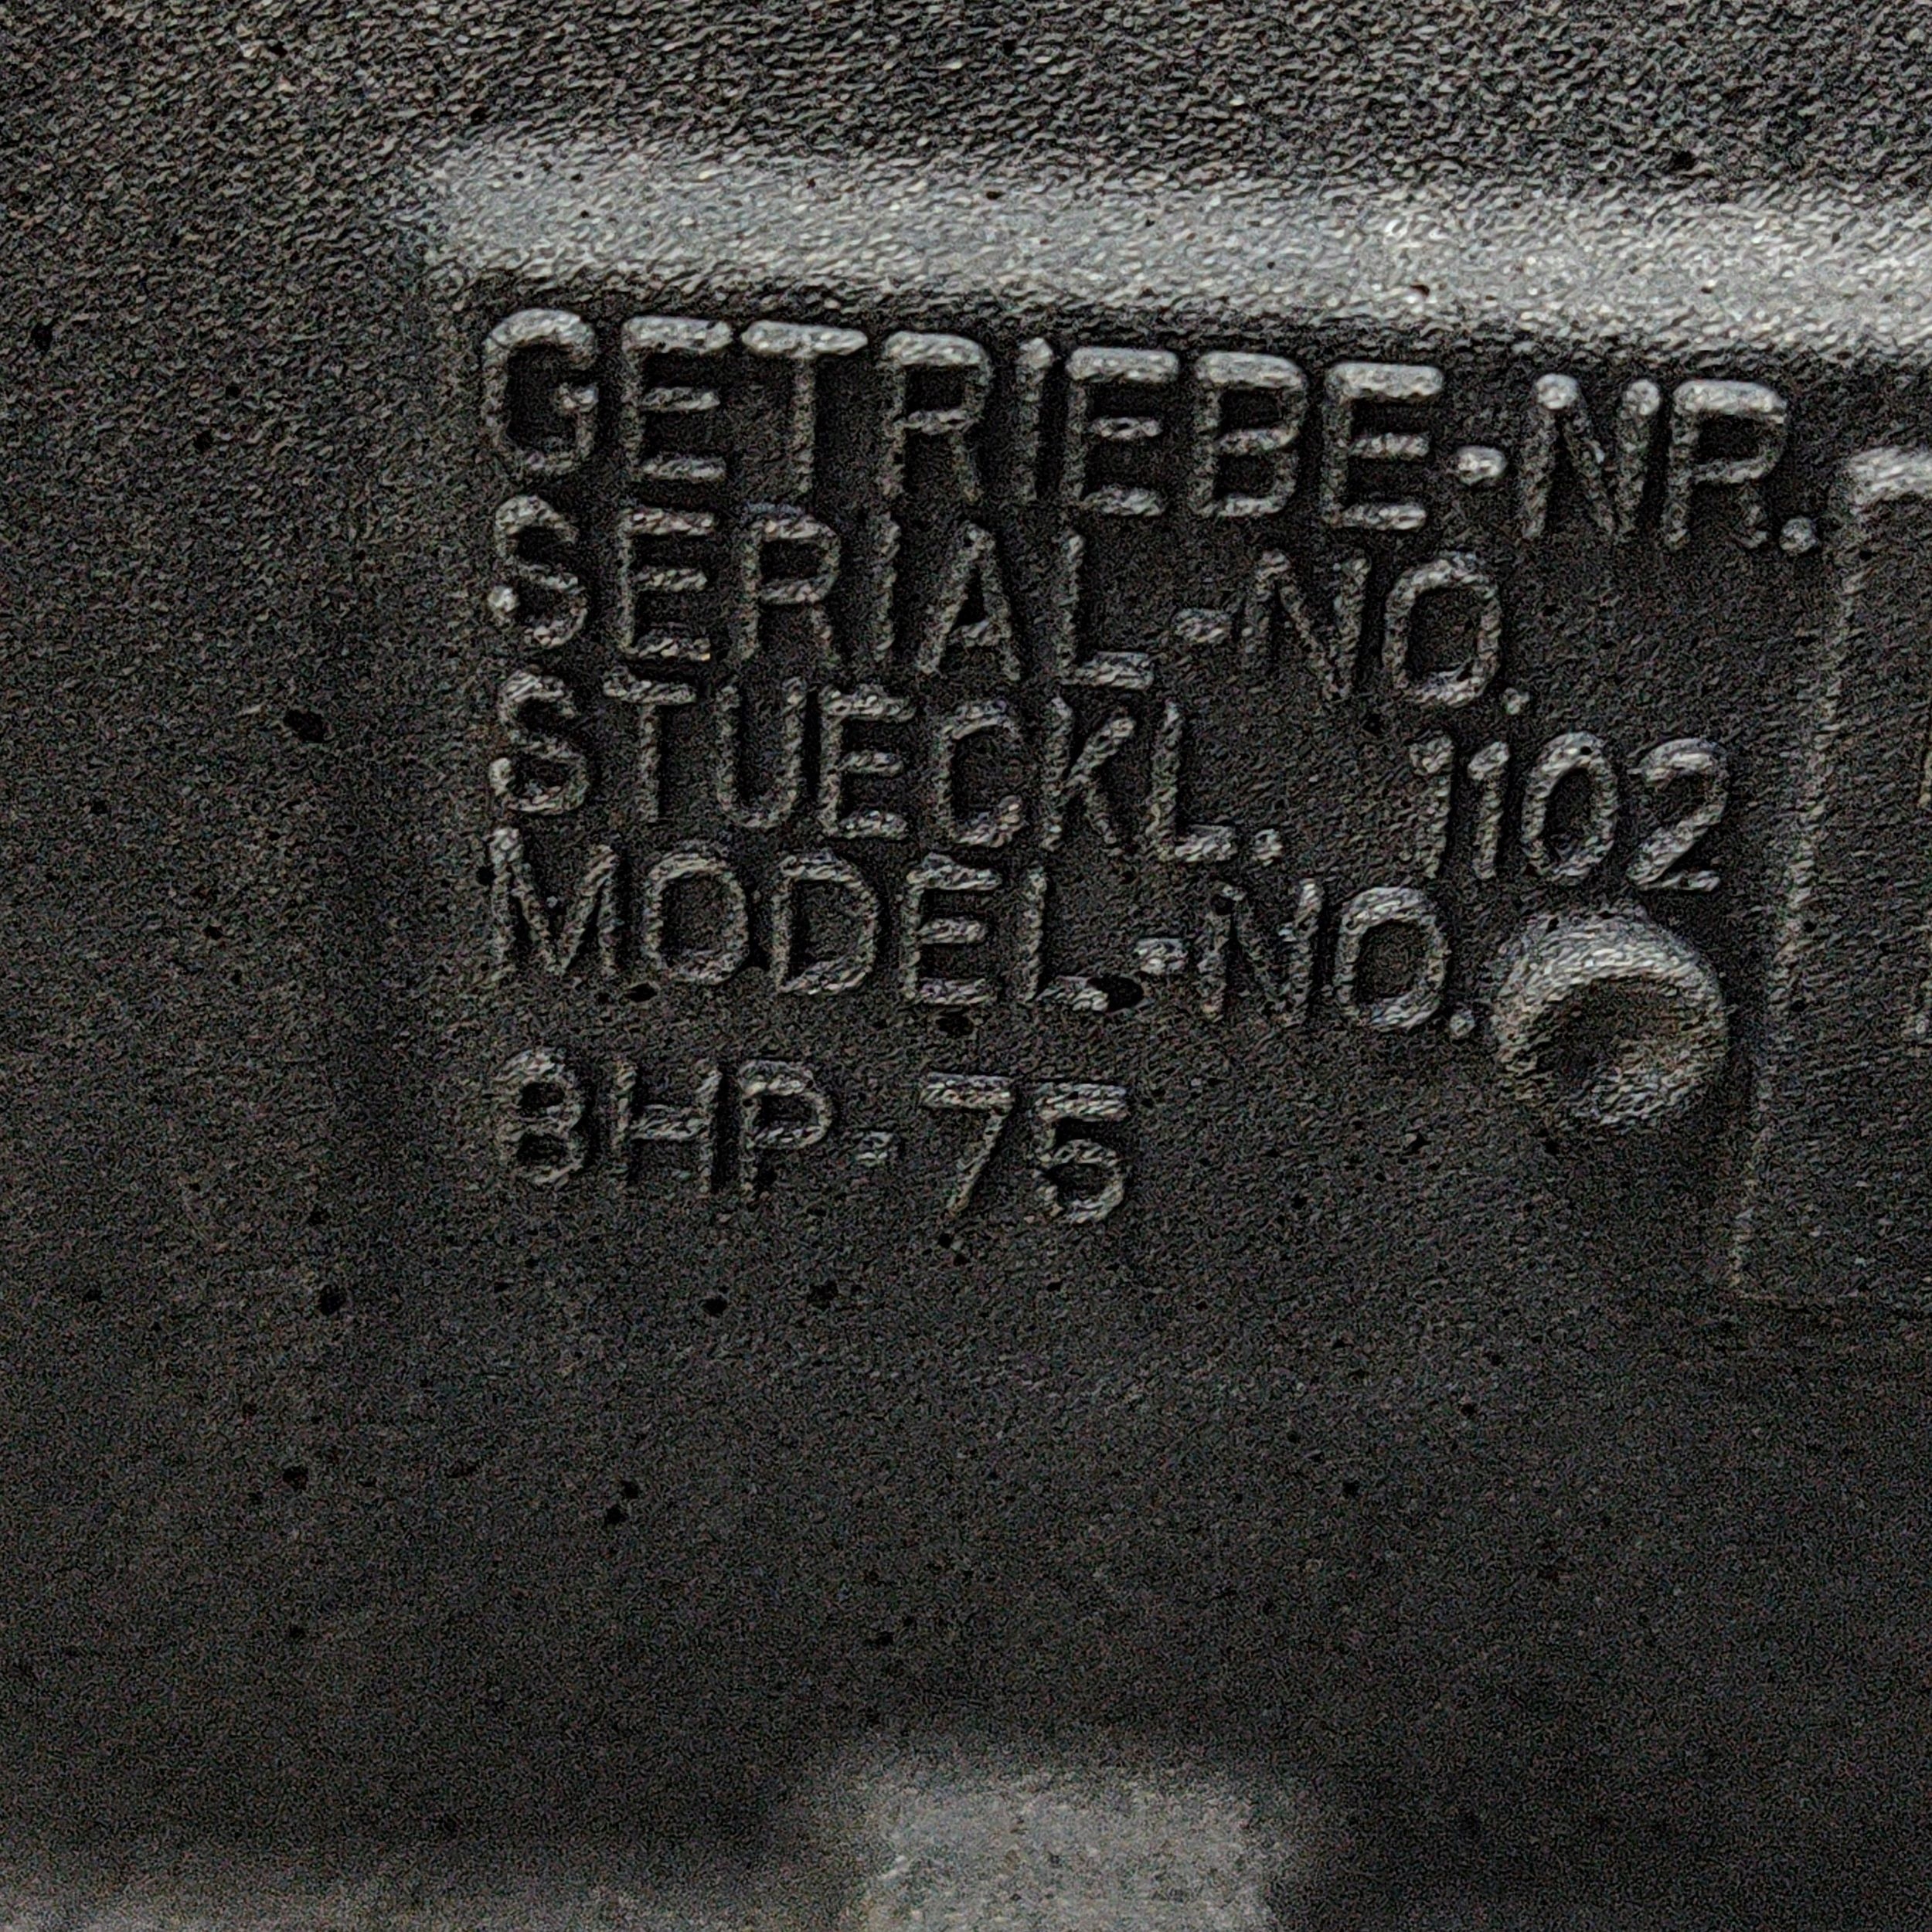 GETRIEBE-NR.
SERIAL-NO.
STUECKL. 1102
MODEL-NO.
8HP-75